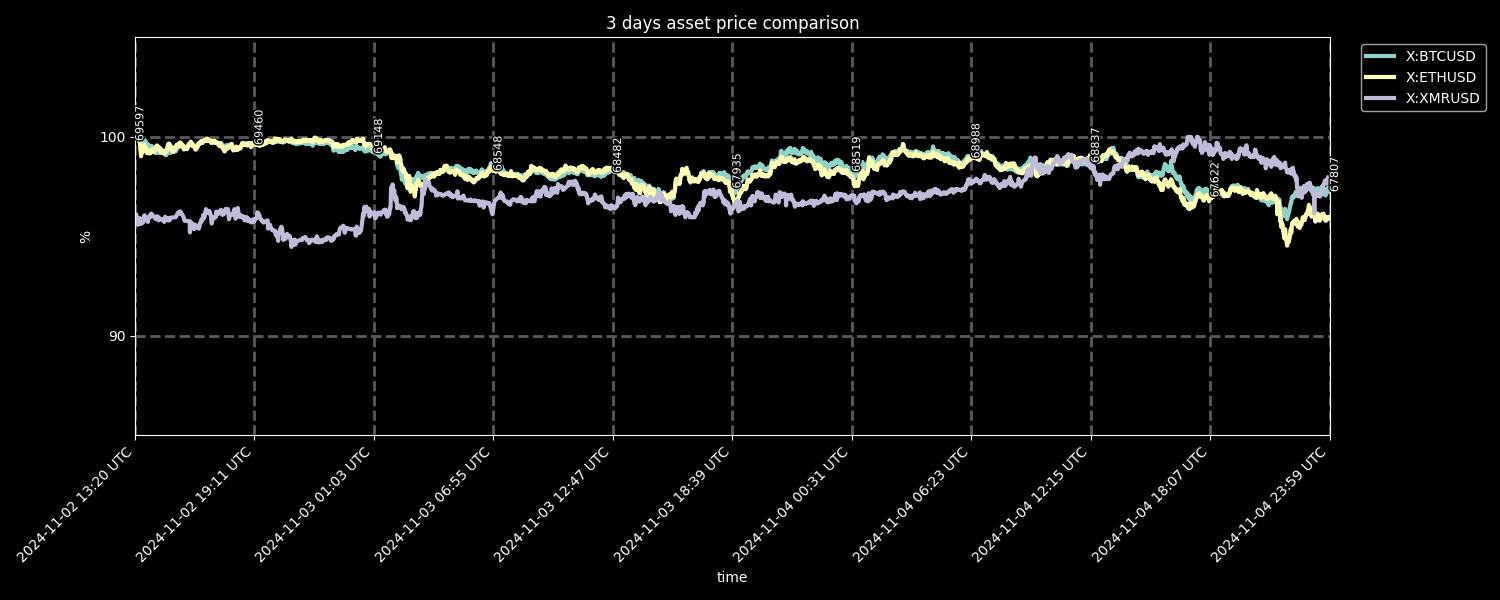 3 days asset price comparison
X:BTCUSD
X:ETHUSD
X:XMRUSD
100
90
%
69597
69460
69148
68548
68482
67935
68519
68988
68837
67622
67807
2024-11-02 13:20 UTC
2024-11-02 19:11 UTC
2024-11-03 01:03 UTC
2024-11-03 06:55 UTC
2024-11-03 12:47 UTC
2024-11-03 18:39 UTC
2024-11-04 00:31 UTC
2024-11-04 06:23 UTC
2024-11-04 12:15 UTC
2024-11-04 18:07 UTC
2024-11-04 23:59 UTC
time